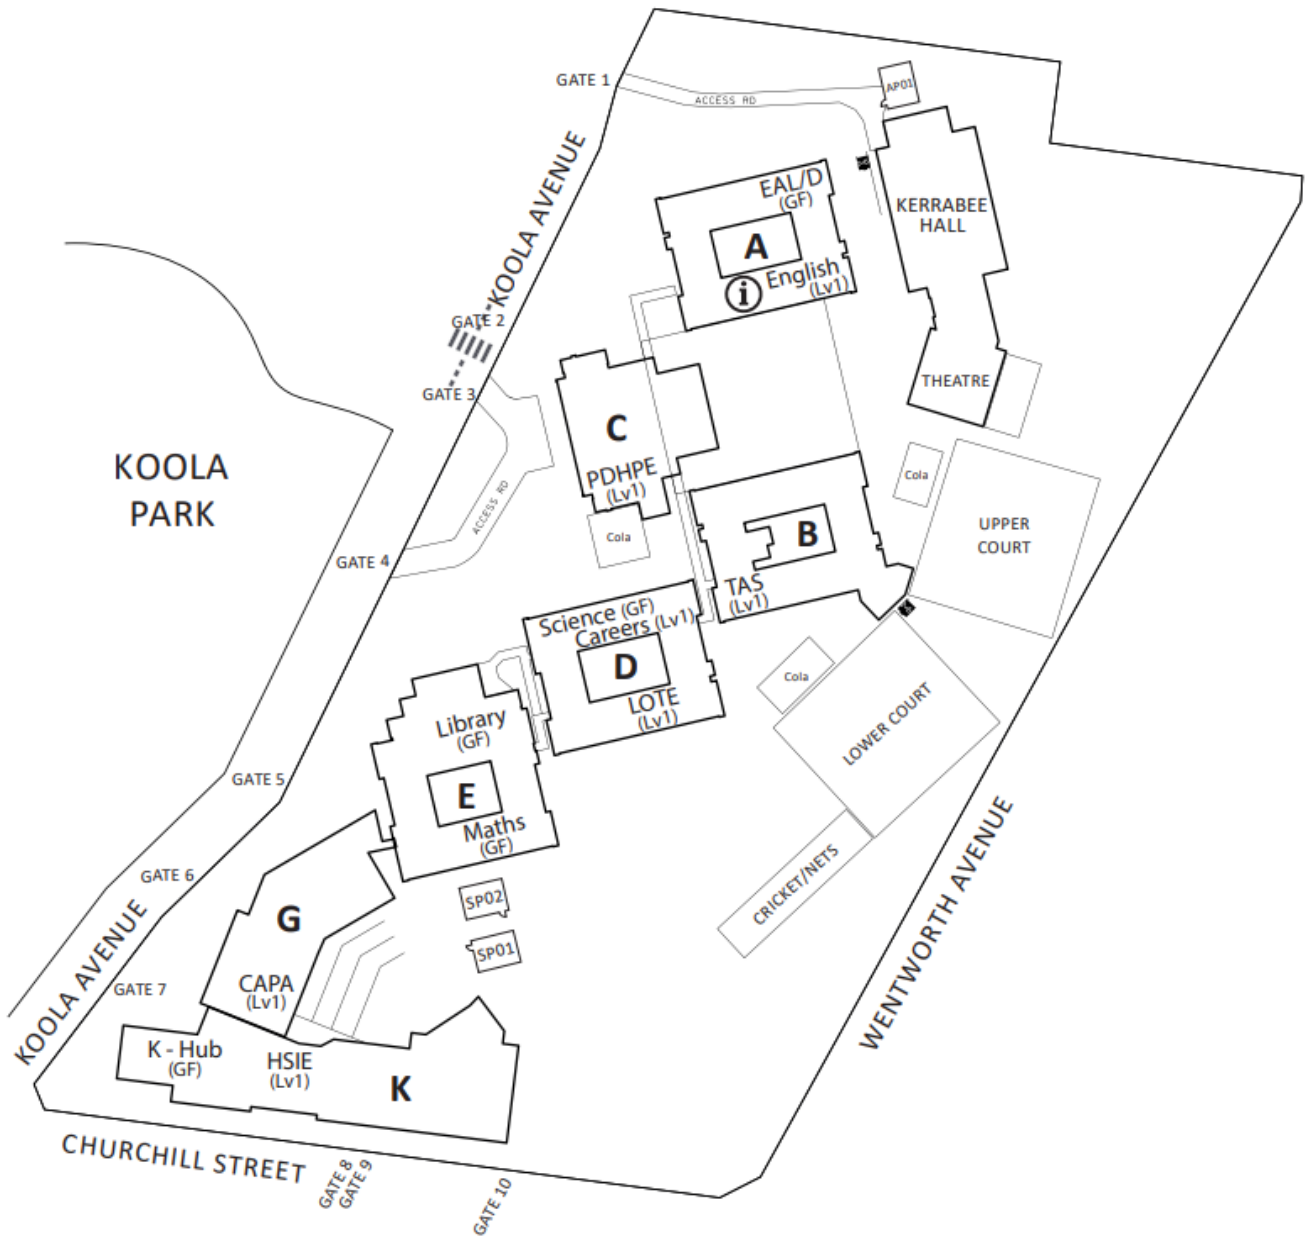 GATE 1
ACCESS RD
AP01
KOOLA AVENUE
EAL/D
(GF)
A
English
(Lv1)
i
KERRABEE
HALL
GATE 2
GATE 3
THEATRE
C
PDHPE
(Lv1)
Cola
KOOLA
PARK
ACCESS RD
GATE 4
Cola
UPPER
COURT
B
TAS
(Lv1)
Science (GF)
Careers (Lv1)
D
LOTE
(Lv1)
Cola
LOWER COURT
Library
(GF)
E
Maths
(GF)
GATE 5
GATE 6
CRICKET/NETS
WENTWORTH AVENUE
SP02
SP01
G
CAPA
(Lv1)
KOOLA AVENUE
GATE 7
K - Hub
(GF)
HSIE
(Lv1)
K
CHURCHILL STREET
GATE 8
GATE 9
GATE 10